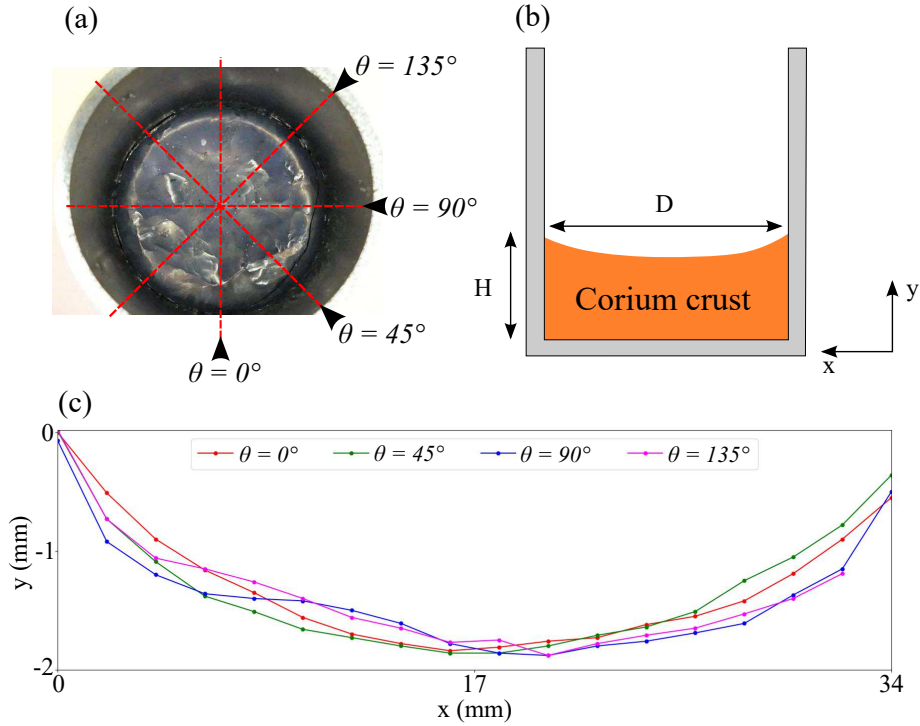 (a)
θ = 135°
θ = 90°
θ = 45°
θ = 0°
(b)
D
H
Corium crust
y
x
(c)
0
θ = 0°
θ = 45°
θ = 90°
θ = 135°
-1
y (mm)
-2
0
17
34
x (mm)